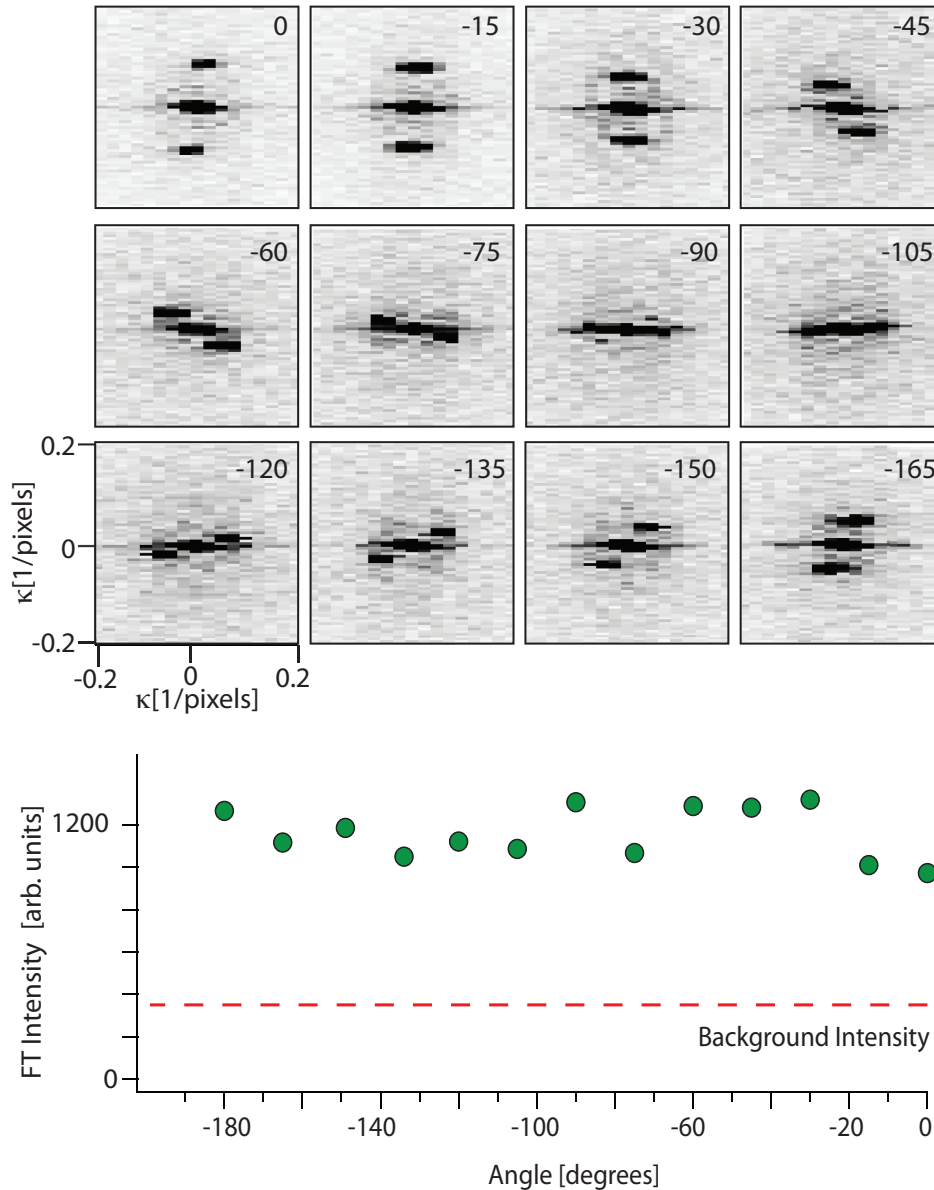 0 -15 -30 -45
-60 -75 -90 -105
-120 -135 -150 -165
0.2
0
-0.2
κ[1/pixels]
-0.2 0 0.2
κ[1/pixels]
FT Intensity [arb. units]
1200
0
Background Intensity
-180 -140 -100 -60 -20 0
Angle [degrees]